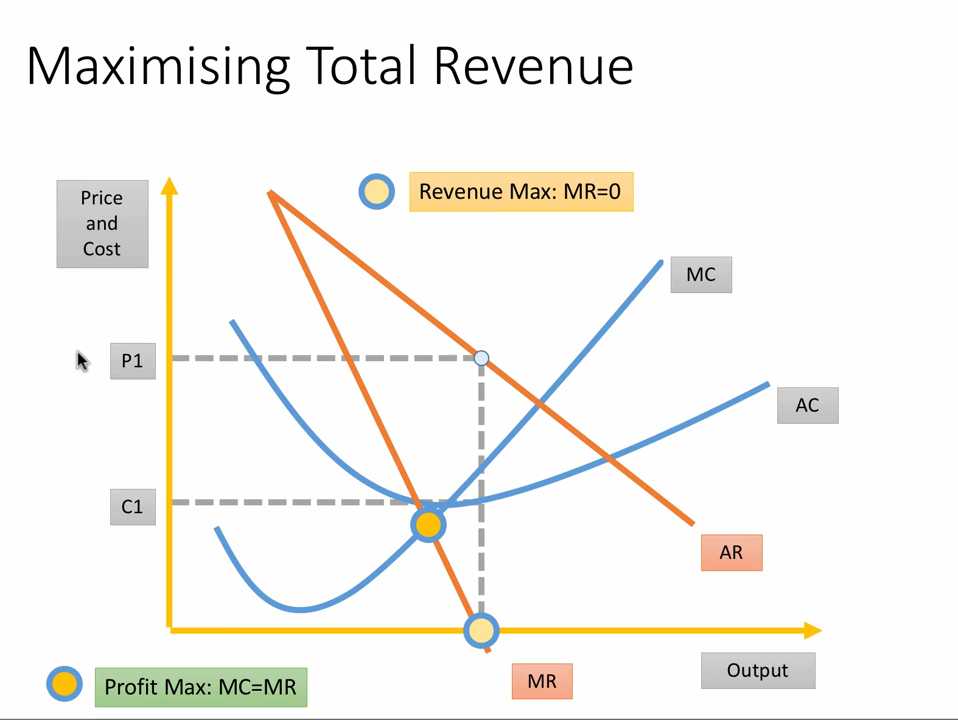 Maximising Total Revenue
Price
and
Cost
Revenue Max: MR=0
MC
P1
AC
C1
AR
Output
MR
Profit Max: MC=MR